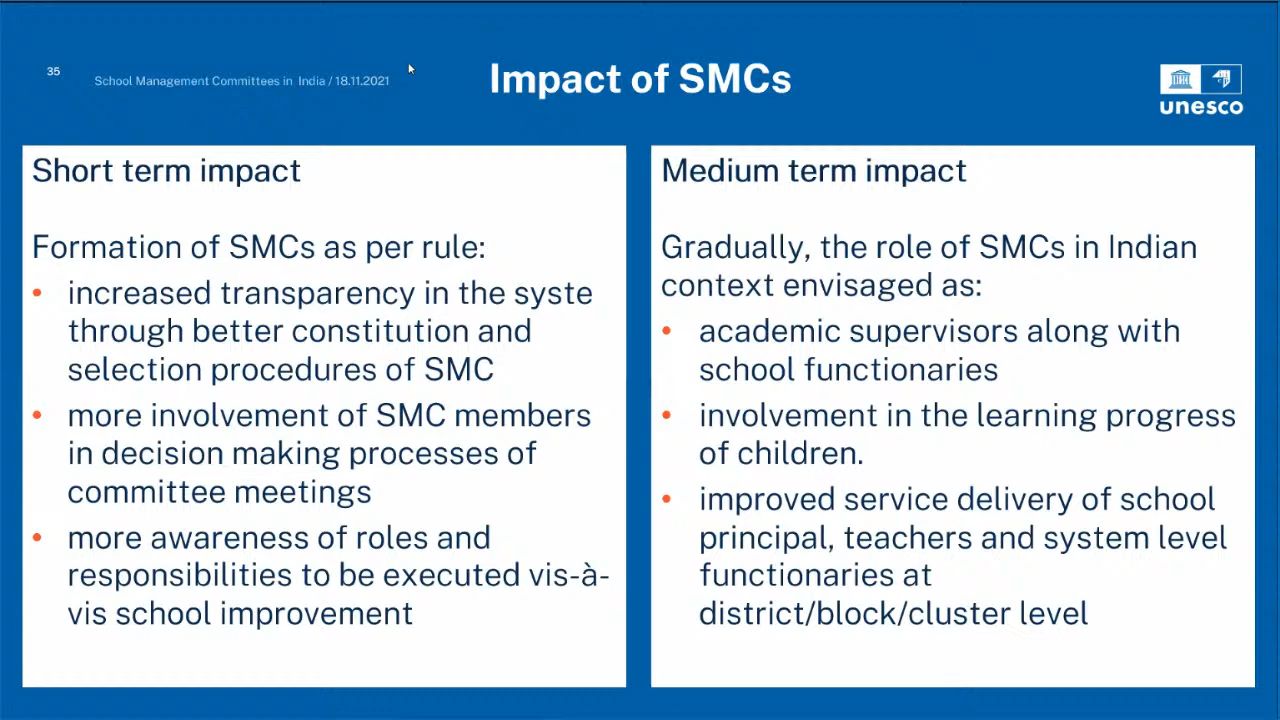 35
School Management Committees in India / 18.11.2021
Impact of SMCs
unesco
Short term impact
Formation of SMCs as per rule:
• increased transparency in the syste
through better constitution and
selection procedures of SMC
• more involvement of SMC members
in decision making processes of
committee meetings
• more awareness of roles and
responsibilities to be executed vis-à-
vis school improvement
Medium term impact
Gradually, the role of SMCs in Indian
context envisaged as:
• academic supervisors along with
school functionaries
• involvement in the learning progress
of children.
• improved service delivery of school
principal, teachers and system level
functionaries at
district/block/cluster level